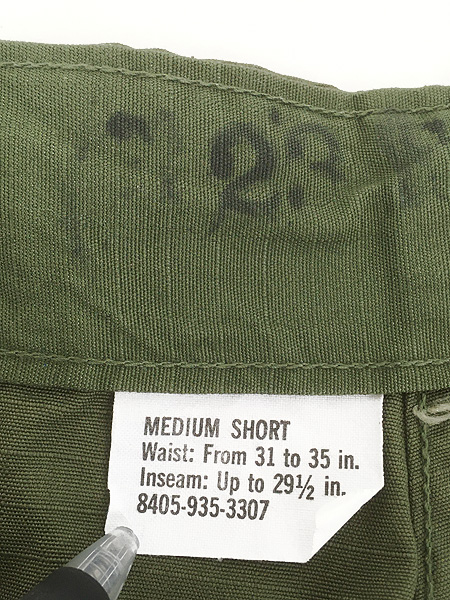 MEDIUM SHORT
Waist: From 31 to 35 in.
Inseam: Up to 29½ in.
8405-935-3307